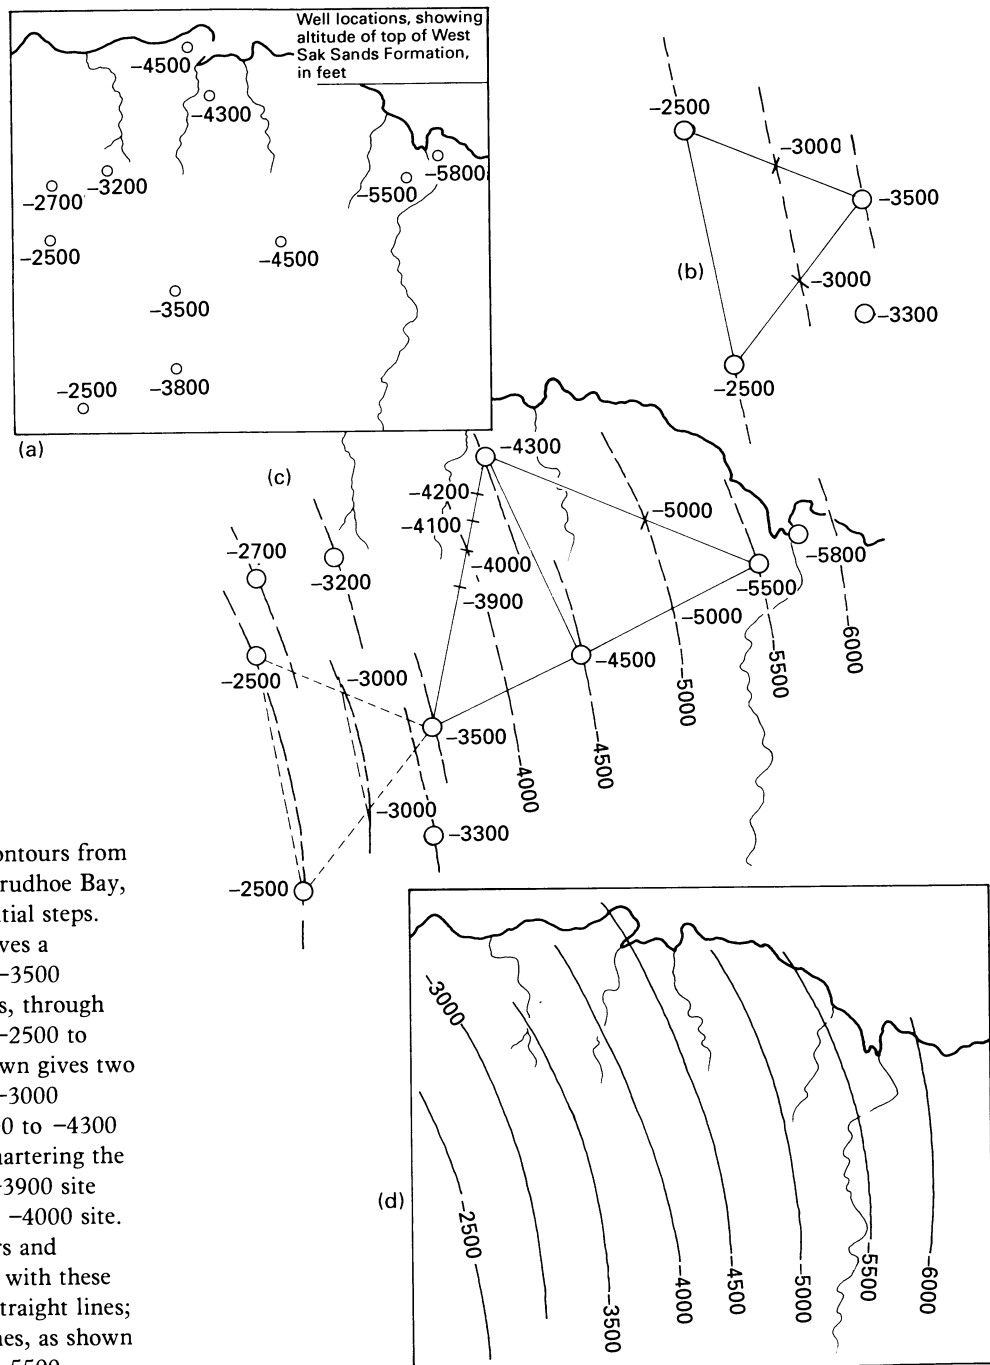 Well locations, showing
altitude of top of West
Sak Sands Formation,
in feet
-4500
-4300
-5800
-3200
-5500
-2700
-2500
-4500
-3500
-2500
-3800
(a)
-2500
-3000
-3500
(b)
-3000
-3300
-2500
(c)
-4300
-4200
-4100
-5000
-2700
-4000
-5800
-3200
-5500
-3900
-5000
-4500
-2500
-3000
-3500
-3000
-3300
-2500
-4000
-4500
-5000
-5500
-6000
ontours from
rudhoe Bay,
tial steps.
ves a
-3500
s, through
-2500 to
wn gives two
-3000
0 to -4300
artering the
-3900 site
-4000 site.
rs and
with these
traight lines;
nes, as shown
5500
(d)
-3000
-2500
-3500
-4000
-4500
-5000
-5500
-6000